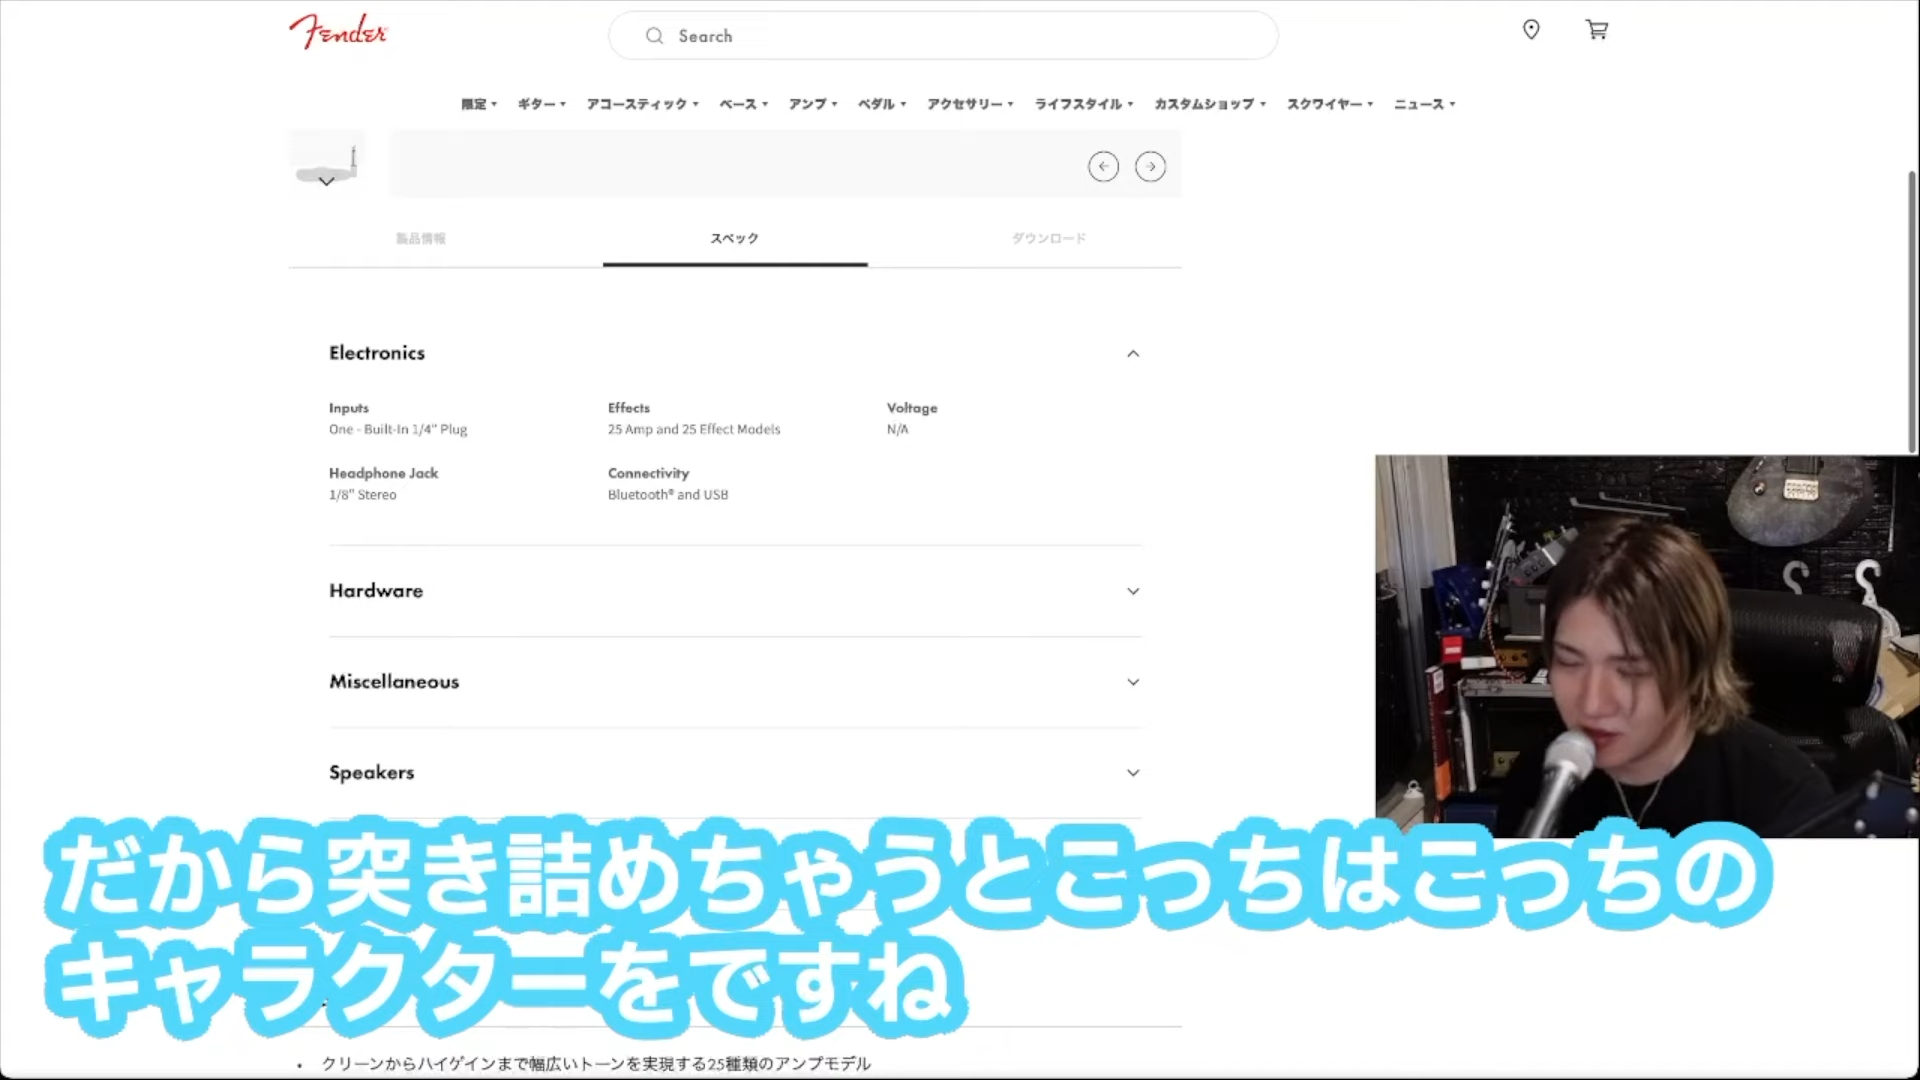 Fender
Search
限定 ギター アコースティック ベース アンプ ペダル アクセサリー ライフスタイル カスタムショップ スクワイヤー ニュース
製品情報 スペック ダウンロード
Electronics
Inputs Effects Voltage
One - Built-In 1/4" Plug 25 Amp and 25 Effect Models N/A
Headphone Jack Connectivity
1/8" Stereo Bluetooth® and USB
Hardware
Miscellaneous
Speakers
だから突き詰めちゃうとこっちはこっちの
キャラクターをですね
• クリーンからハイゲインまで幅広いトーンを実現する25種類のアンプモデル